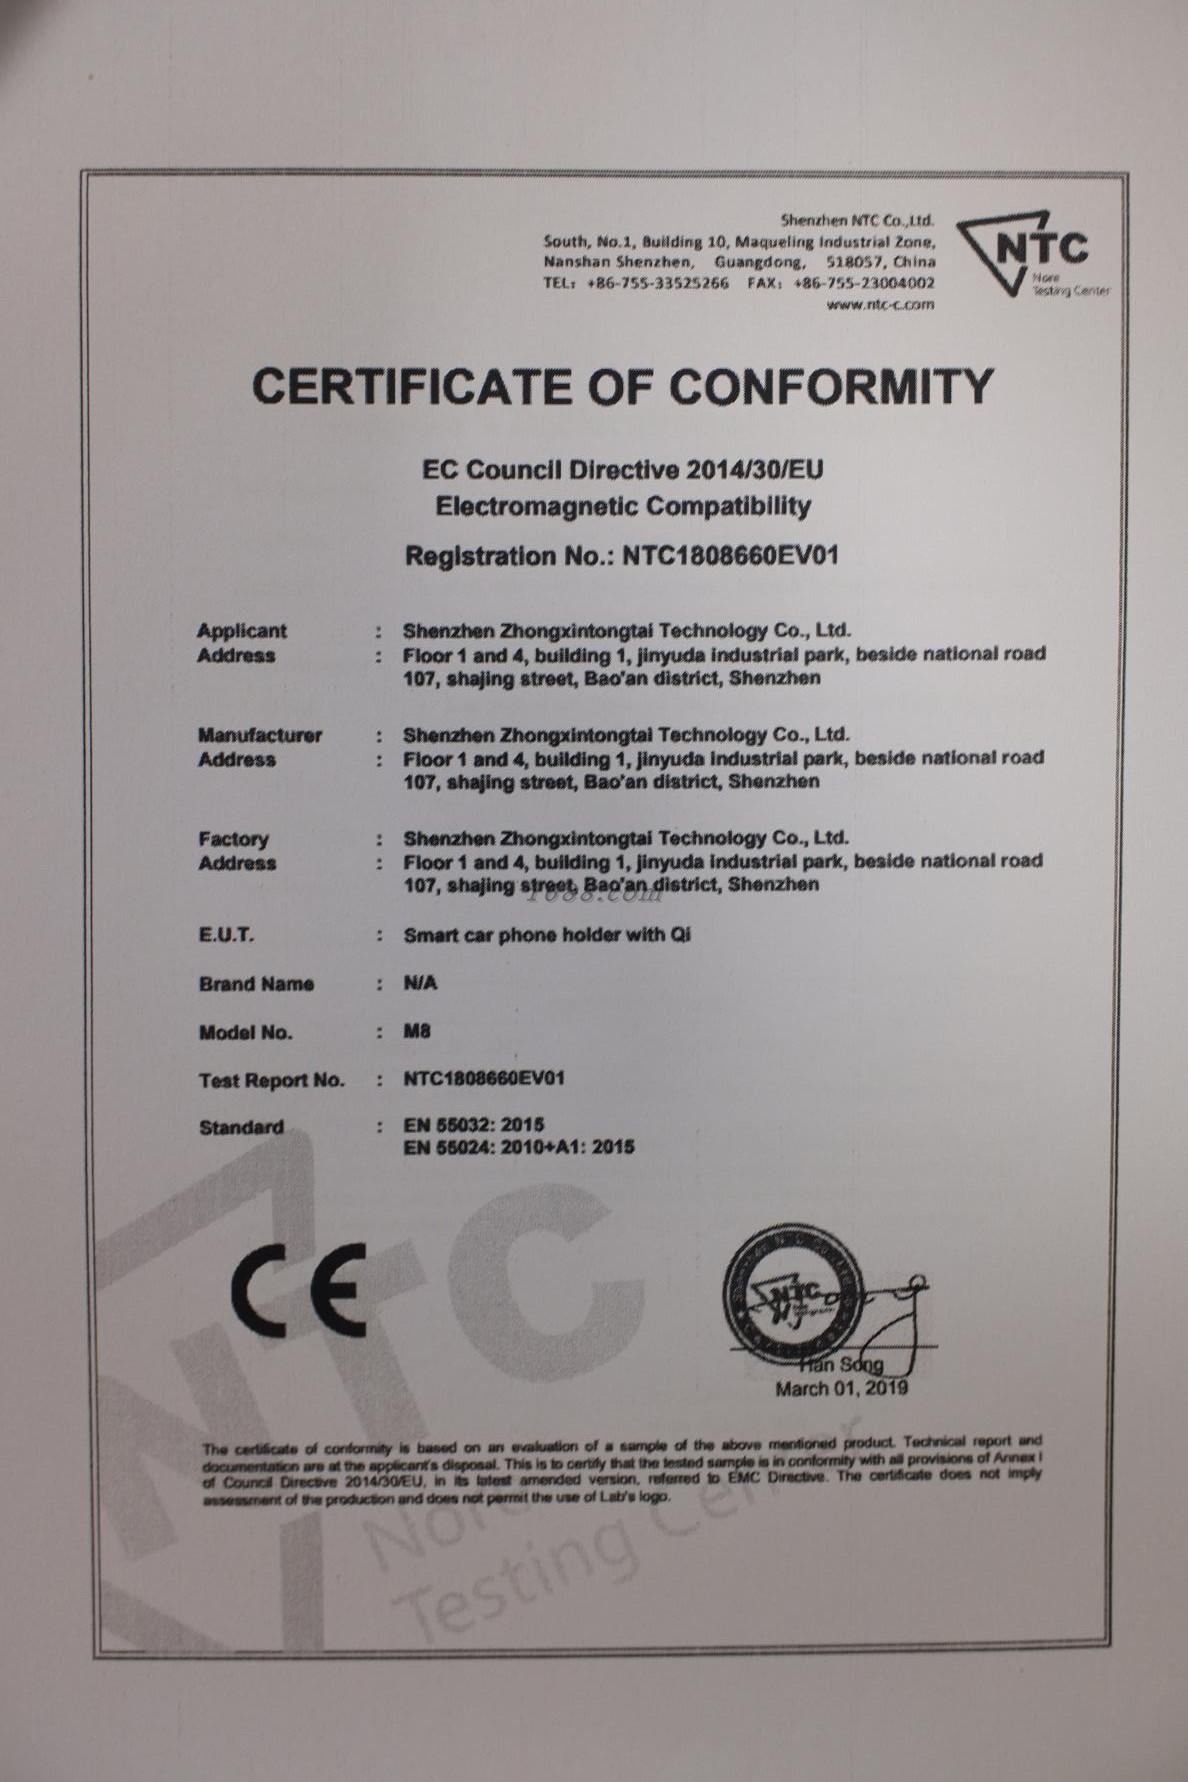 Shenzhen NTC Co.,Ltd.
South, No.1, Building 10, Maqueling Industrial Zone,
Nanshan Shenzhen, Guangdong, 518057, China
TEL: +86-755-33525266 FAX: +86-755-23004002
www.ntc-c.com
NTC
Nore
Testing Center
CERTIFICATE OF CONFORMITY
EC Council Directive 2014/30/EU
Electromagnetic Compatibility
Registration No.: NTC1808660EV01
Applicant : Shenzhen Zhongxintongtai Technology Co., Ltd.
Address : Floor 1 and 4, building 1, jinyuda industrial park, beside national road
107, shajing street, Bao'an district, Shenzhen
Manufacturer : Shenzhen Zhongxintongtai Technology Co., Ltd.
Address : Floor 1 and 4, building 1, jinyuda industrial park, beside national road
107, shajing street, Bao'an district, Shenzhen
Factory : Shenzhen Zhongxintongtai Technology Co., Ltd.
Address : Floor 1 and 4, building 1, jinyuda industrial park, beside national road
107, shajing street, Bao'an district, Shenzhen
1688.com
E.U.T. : Smart car phone holder with Qi
Brand Name : N/A
Model No. : M8
Test Report No. : NTC1808660EV01
Standard : EN 55032: 2015
EN 55024: 2010+A1: 2015
CE
NTC
NTC
Han Song
March 01, 2019
The certificate of conformity is based on an evaluation of a sample of the above mentioned product. Technical report and
documentation are at the applicant's disposal. This is to certify that the tested sample is in conformity with all provisions of Annex I
of Council Directive 2014/30/EU, in its latest amended version, referred to EMC Directive. The certificate does not imply
assessment of the production and does not permit the use of Lab's logo.
Nore
Testing Center